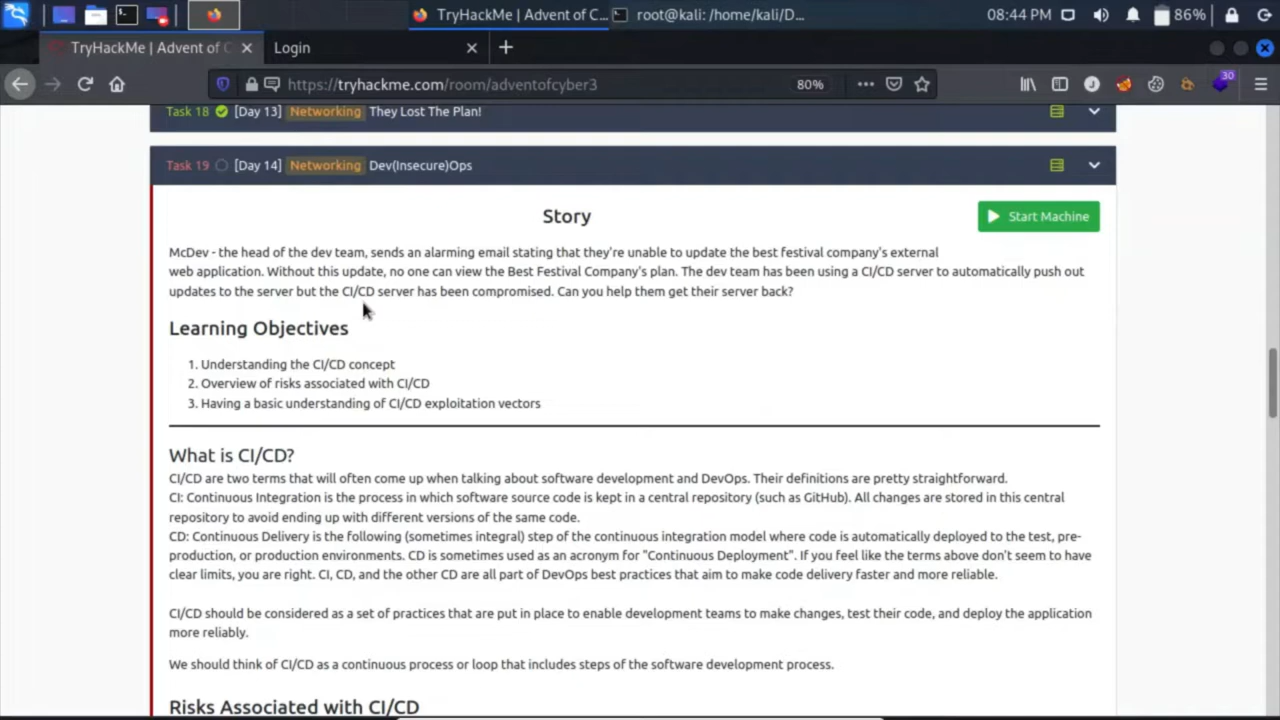 TryHackMe | Advent of C...
root@kali: /home/kali/D...
08:44 PM
86%
TryHackMe | Advent of C
Login
https://tryhackme.com/room/adventofcyber3
80%
30
Task 18 [Day 13] Networking They Lost The Plan!
Task 19 [Day 14] Networking Dev(Insecure)Ops
Story
Start Machine
McDev - the head of the dev team, sends an alarming email stating that they're unable to update the best festival company's external
web application. Without this update, no one can view the Best Festival Company's plan. The dev team has been using a CI/CD server to automatically push out
updates to the server but the CI/CD server has been compromised. Can you help them get their server back?
Learning Objectives
1. Understanding the CI/CD concept
2. Overview of risks associated with CI/CD
3. Having a basic understanding of CI/CD exploitation vectors
What is CI/CD?
CI/CD are two terms that will often come up when talking about software development and DevOps. Their definitions are pretty straightforward.
CI: Continuous Integration is the process in which software source code is kept in a central repository (such as GitHub). All changes are stored in this central
repository to avoid ending up with different versions of the same code.
CD: Continuous Delivery is the following (sometimes integral) step of the continuous integration model where code is automatically deployed to the test, pre-
production, or production environments. CD is sometimes used as an acronym for "Continuous Deployment". If you feel like the terms above don't seem to have
clear limits, you are right. CI, CD, and the other CD are all part of DevOps best practices that aim to make code delivery faster and more reliable.
CI/CD should be considered as a set of practices that are put in place to enable development teams to make changes, test their code, and deploy the application
more reliably.
We should think of CI/CD as a continuous process or loop that includes steps of the software development process.
Risks Associated with CI/CD